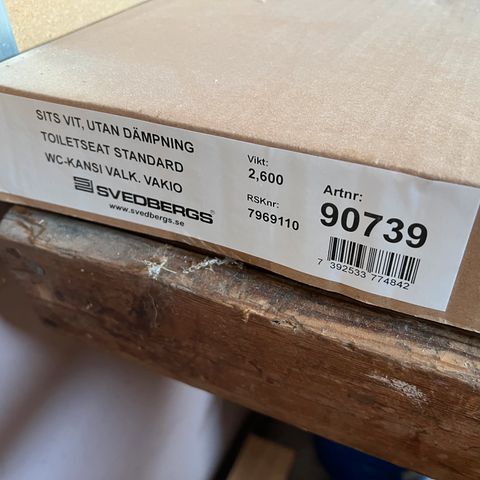 SITS VIT, UTAN DÄMPNING
TOILETSEAT STANDARD
WC-KANSI VALK. VAKIO
SVEDBERGS®
www.svedbergs.se
Vikt:
2,600
RSKnr:
7969110
Artnr:
90739
7 392533 774842